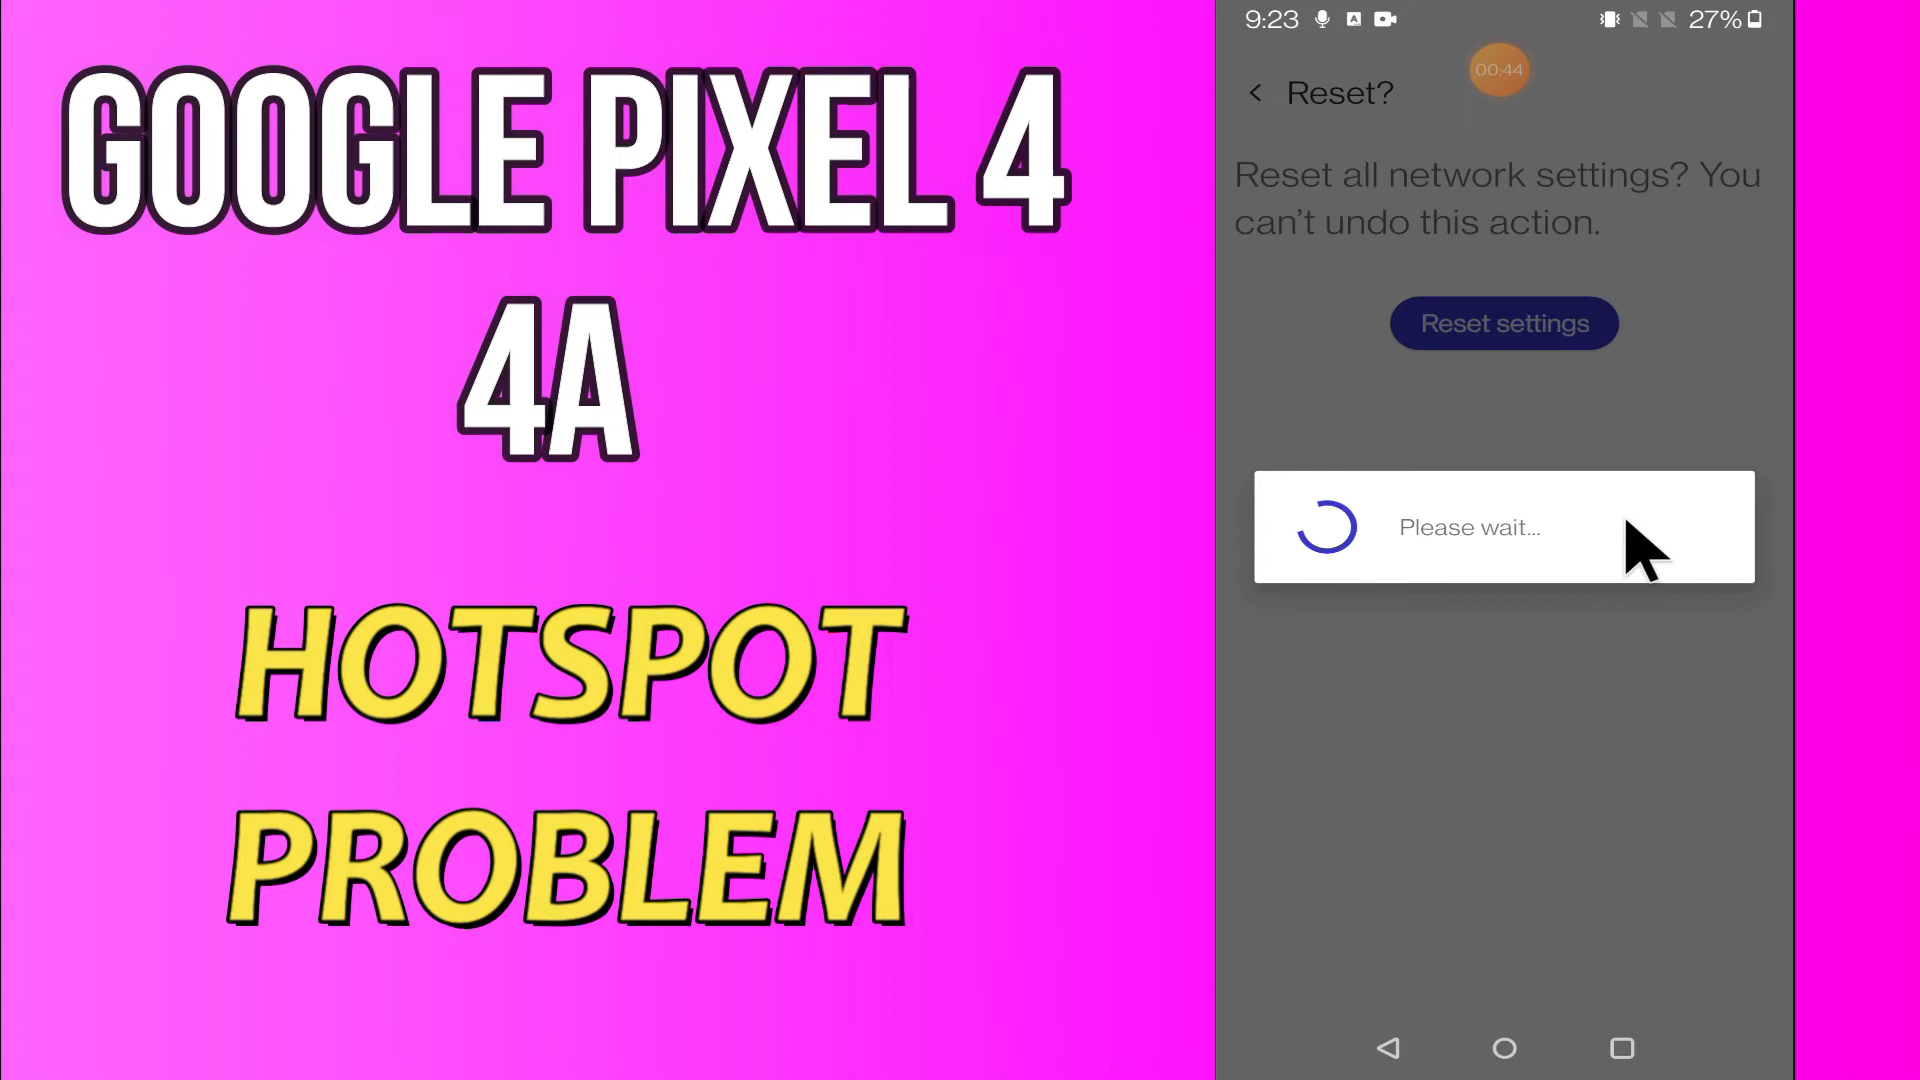 GOOGLE PIXEL 4
4A
HOTSPOT
PROBLEM
9:23
A
27%
00:44
Reset?
Reset all network settings? You
can’t undo this action.
Reset settings
Please wait...